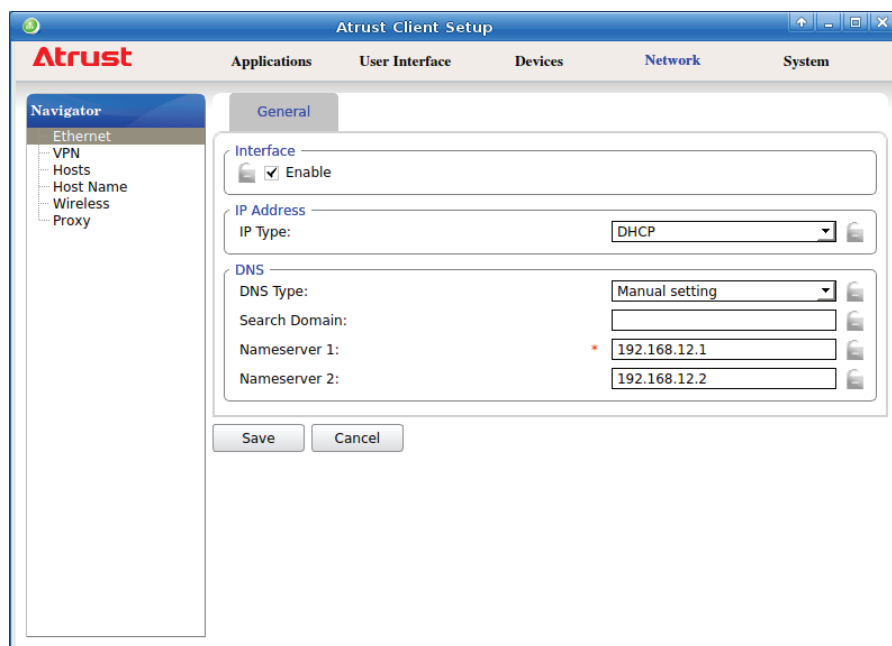 Atrust Client Setup
Atrust Applications User Interface Devices Network System
Navigator
Ethernet
VPN
Hosts
Host Name
Wireless
Proxy
General
Interface
Enable
IP Address
IP Type: DHCP
DNS
DNS Type: Manual setting
Search Domain:
Nameserver 1: * 192.168.12.1
Nameserver 2: 192.168.12.2
Save Cancel